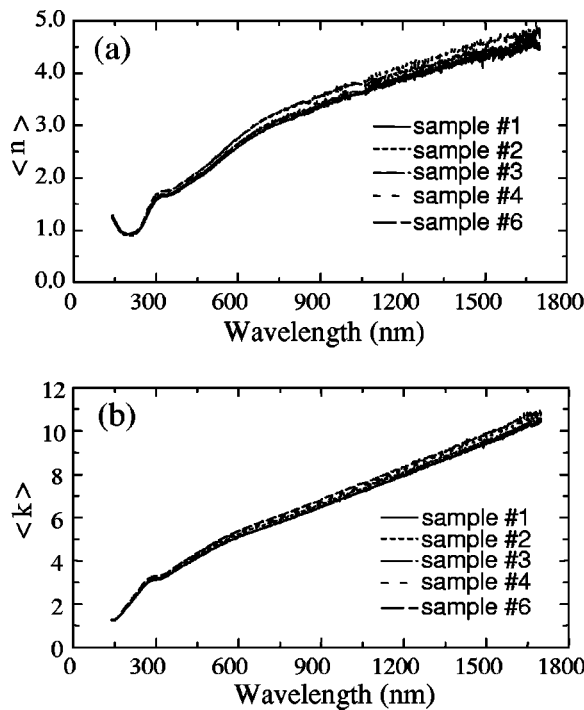 (a)
5.0
4.0
3.0
2.0
1.0
0.0
<n>
sample #1
sample #2
sample #3
sample #4
sample #6
0 300 600 900 1200 1500 1800
Wavelength (nm)
(b)
12
10
8
6
4
2
0
<k>
sample #1
sample #2
sample #3
sample #4
sample #6
0 300 600 900 1200 1500 1800
Wavelength (nm)